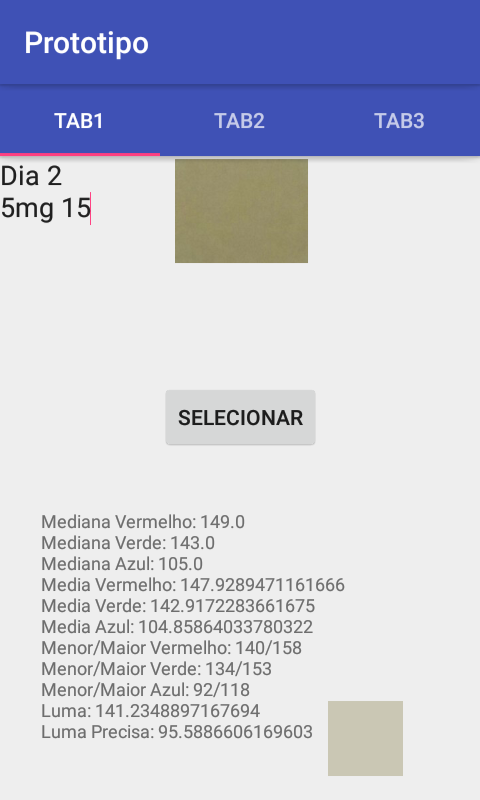 Prototipo
TAB1 TAB2 TAB3
Dia 2
5mg 15
SELECIONAR
Mediana Vermelho: 149.0
Mediana Verde: 143.0
Mediana Azul: 105.0
Media Vermelho: 147.9289471161666
Media Verde: 142.9172283661675
Media Azul: 104.85864033780322
Menor/Maior Vermelho: 140/158
Menor/Maior Verde: 134/153
Menor/Maior Azul: 92/118
Luma: 141.2348897167694
Luma Precisa: 95.5886606169603